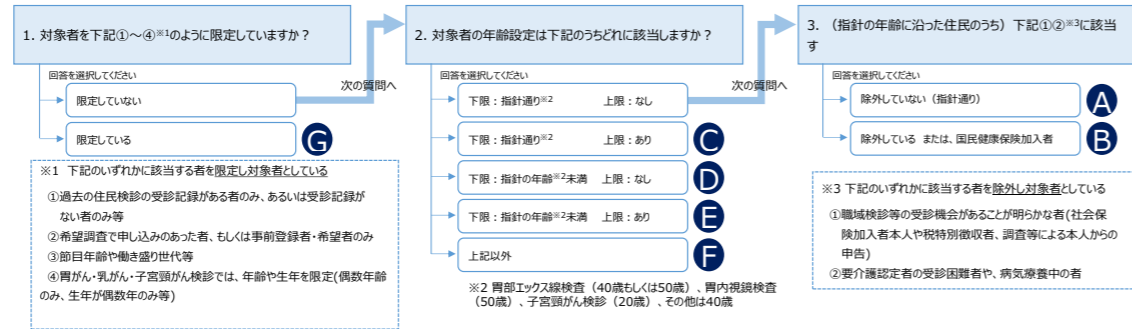 1. 対象者を下記①～④※1のように限定していますか？
回答を選択してください
限定していない
次の質問へ
限定している
G
※1 下記のいずれかに該当する者を限定し対象者としている
①過去の住民検診の受診記録がある者のみ、あるいは受診記録が
ない者のみ等
②希望調査で申し込みのあった者、もしくは事前登録者・希望者のみ
③節目年齢や働き盛り世代等
④胃がん・乳がん・子宮頸がん検診では、年齢や生年を限定(偶数年齢
のみ、生年が偶数年のみ等)
2. 対象者の年齢設定は下記のうちどれに該当しますか？
回答を選択してください
下限：指針通り※2 上限：なし
次の質問へ
下限：指針通り※2 上限：あり
C
下限：指針の年齢※2未満 上限：なし
D
下限：指針の年齢※2未満 上限：あり
E
上記以外
F
※2 胃部エックス線検査（40歳もしくは50歳）、胃内視鏡検査
（50歳）、子宮頸がん検診（20歳）、その他は40歳
3. （指針の年齢に沿った住民のうち）下記①②※3に該当
す
回答を選択してください
除外していない（指針通り）
A
除外している または、国民健康保険加入者
B
※3 下記のいずれかに該当する者を除外し対象者としている
①職域検診等の受診機会があることが明らかな者(社会保
険加入者本人や税特別徴収者、調査等による本人からの
申告)
②要介護認定者の受診困難者や、病気療養中の者